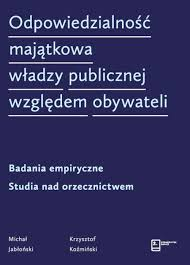 Odpowiedzialność
majątkowa
władzy publicznej
względem obywateli
Badania empiryczne
Studia nad orzecznictwem
Michał
Jabłoński
Krzysztof
Koźmiński